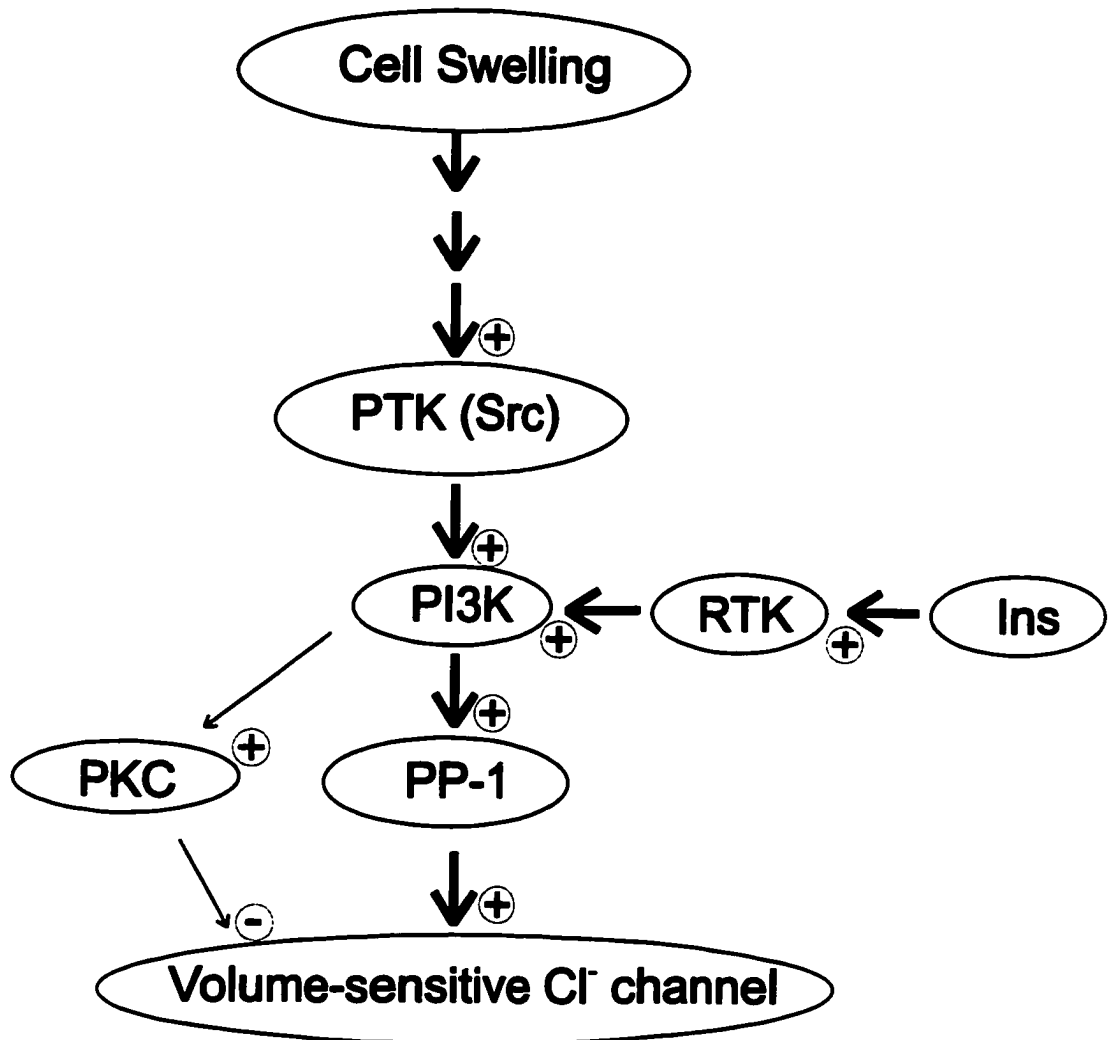 Cell Swelling
+
PTK (Src)
+
PI3K
+
RTK
+
Ins
+
PKC
+
PP-1
+
-
Volume-sensitive Cl⁻ channel